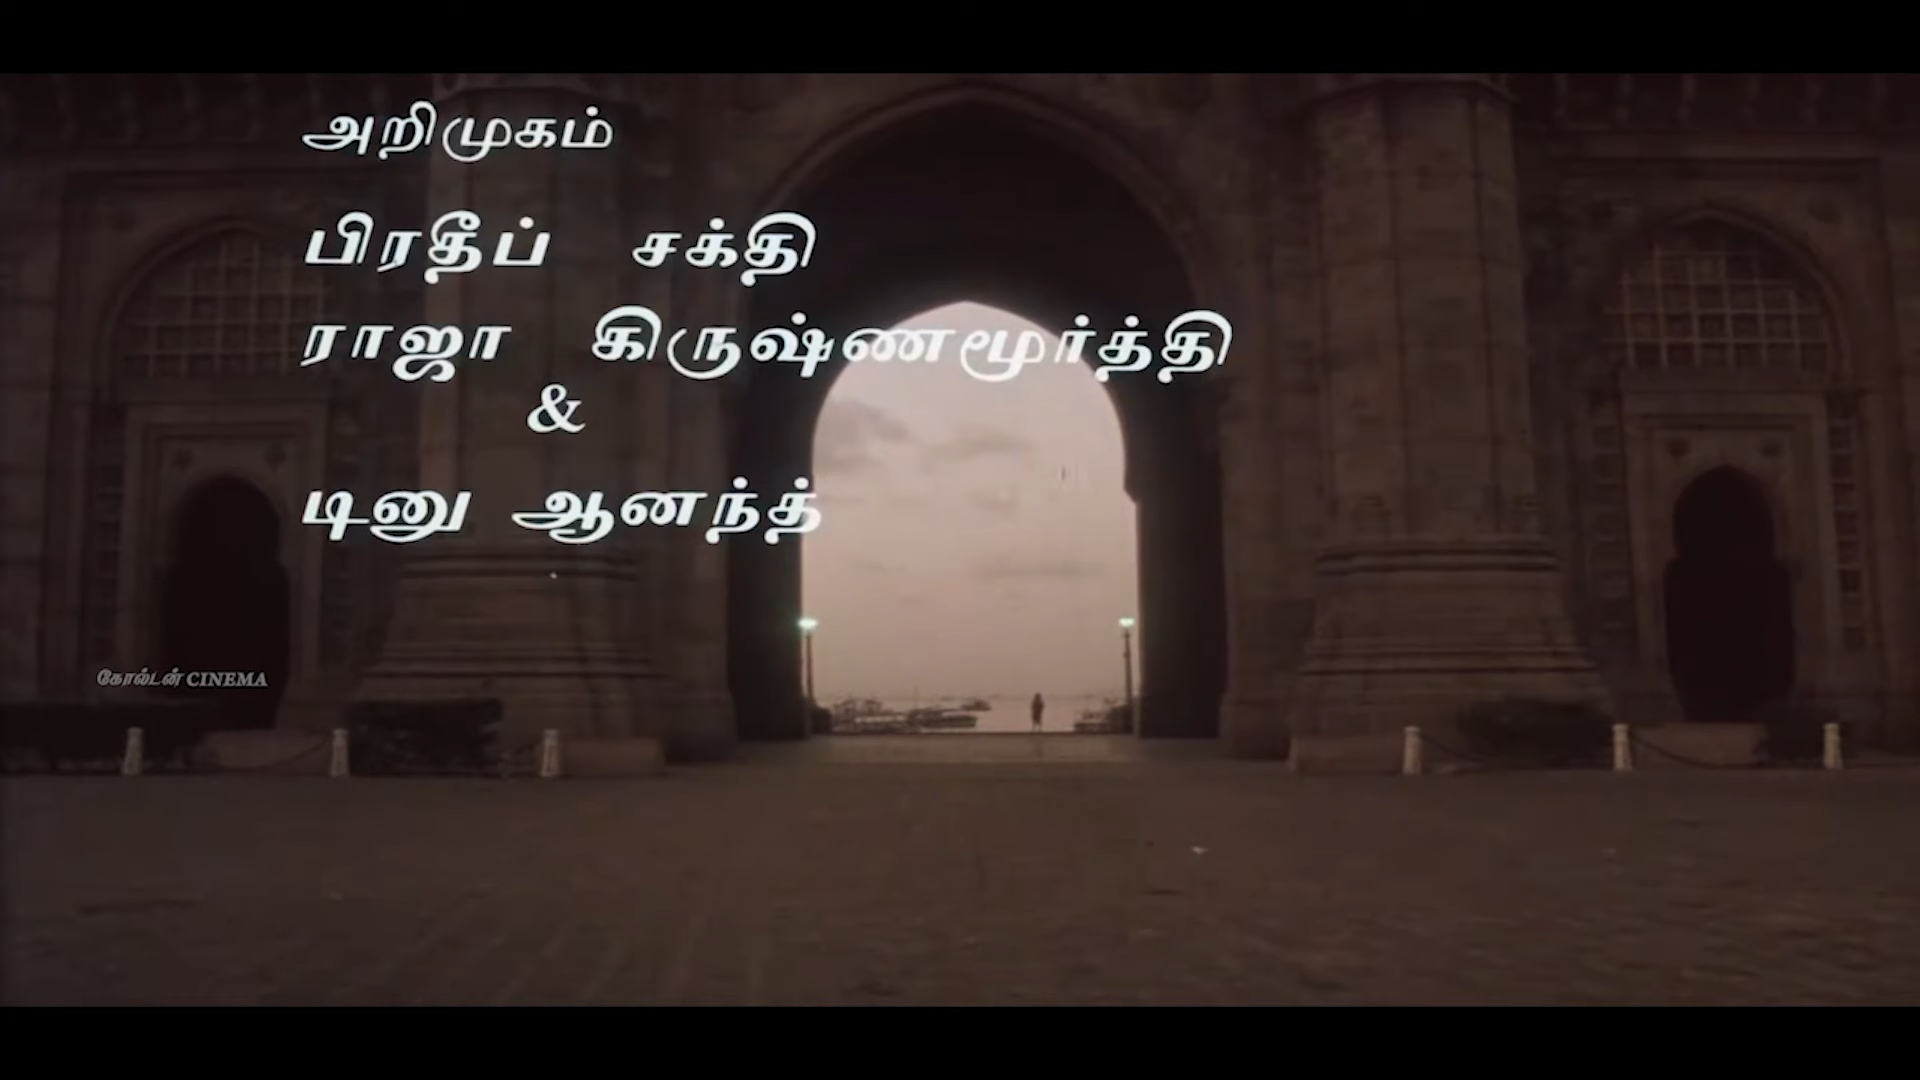 அறிமுகம்
பிரதீப் சக்தி
ராஜா கிருஷ்ணமூர்த்தி
&
டினு ஆனந்த்
கோல்டன் CINEMA